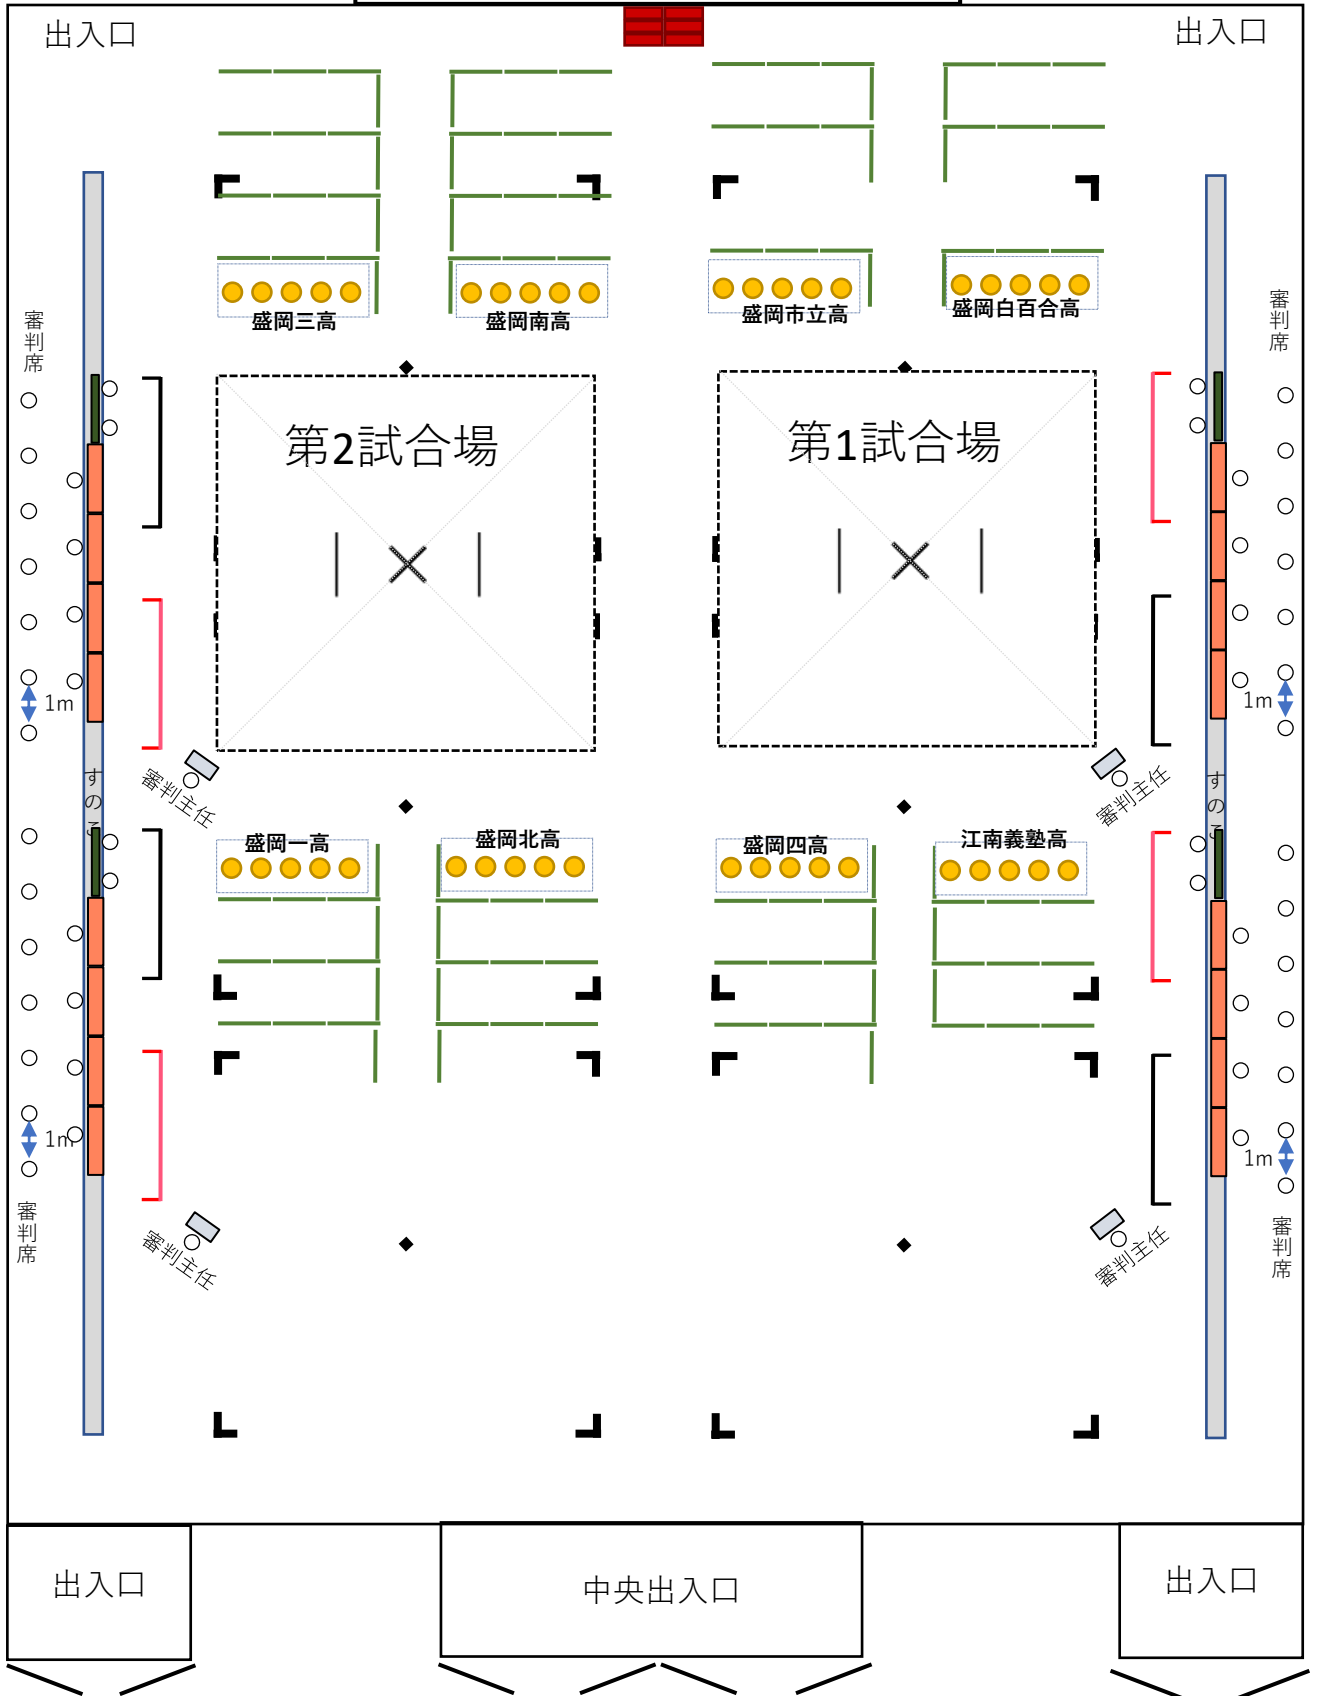 出入口
出入口
盛岡三高
盛岡南高
盛岡市立高
盛岡白百合高
審判席
審判席
第2試合場
第1試合場
1m
1m
すのこ
すのこ
審判主任
審判主任
盛岡一高
盛岡北高
盛岡四高
江南義塾高
1m
1m
審判席
審判席
審判主任
審判主任
出入口
中央出入口
出入口